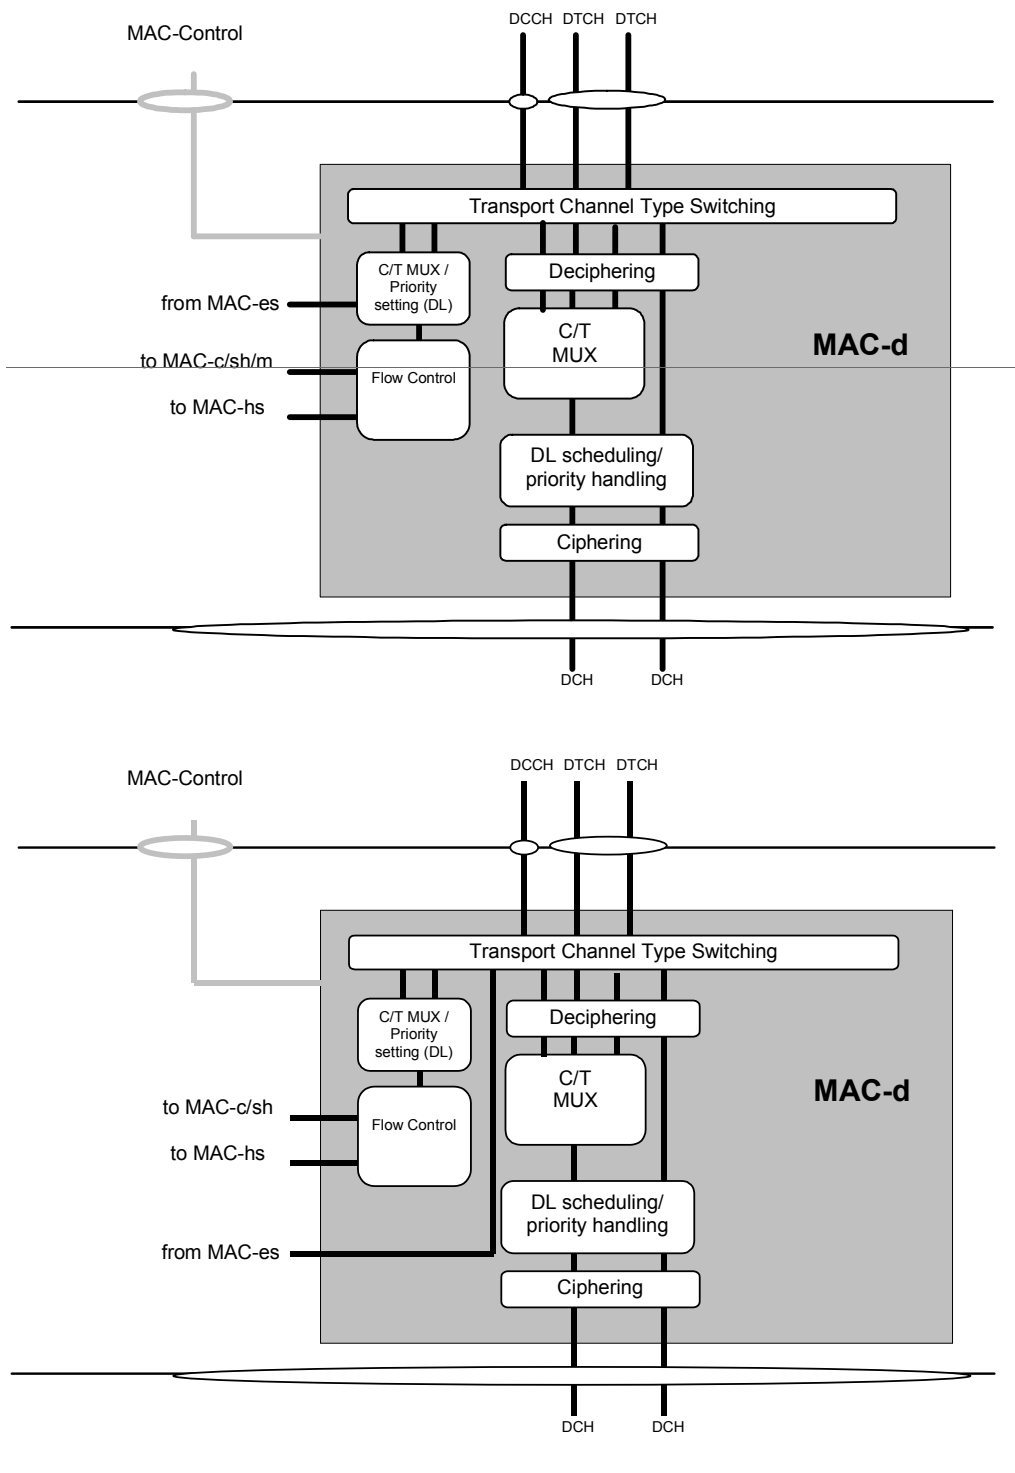 MAC-Control
DCCH DTCH DTCH
Transport Channel Type Switching
C/T MUX /
Priority
setting (DL)
Deciphering
from MAC-es
C/T
MUX
MAC-d
to MAC-c/sh/m
Flow Control
to MAC-hs
DL scheduling/
priority handling
Ciphering
DCH DCH
MAC-Control
DCCH DTCH DTCH
Transport Channel Type Switching
C/T MUX /
Priority
setting (DL)
Deciphering
C/T
MUX
MAC-d
to MAC-c/sh
Flow Control
to MAC-hs
DL scheduling/
priority handling
from MAC-es
Ciphering
DCH DCH